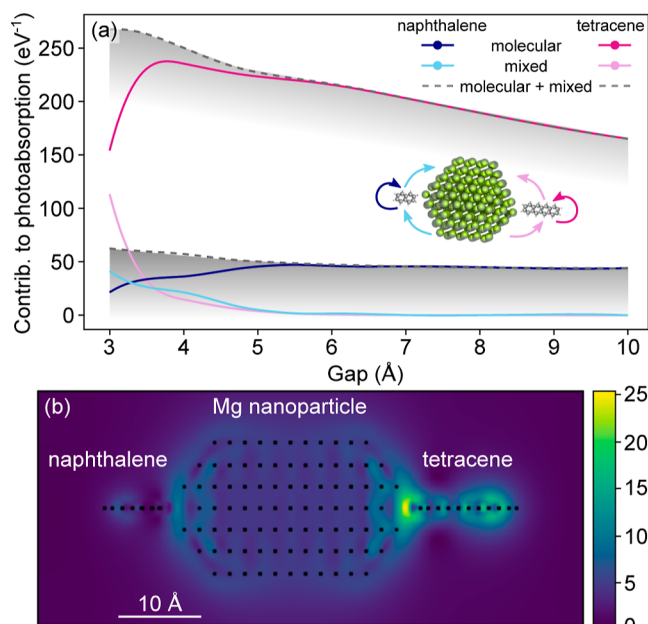 (a)
naphthalene tetracene
molecular
mixed
molecular + mixed
Contrib. to photoabsorption (eV⁻¹)
250
200
150
100
50
0
3 4 5 6 7 8 9 10
Gap (Å)
(b)
Mg nanoparticle
naphthalene tetracene
10 Å
25
20
15
10
5
0